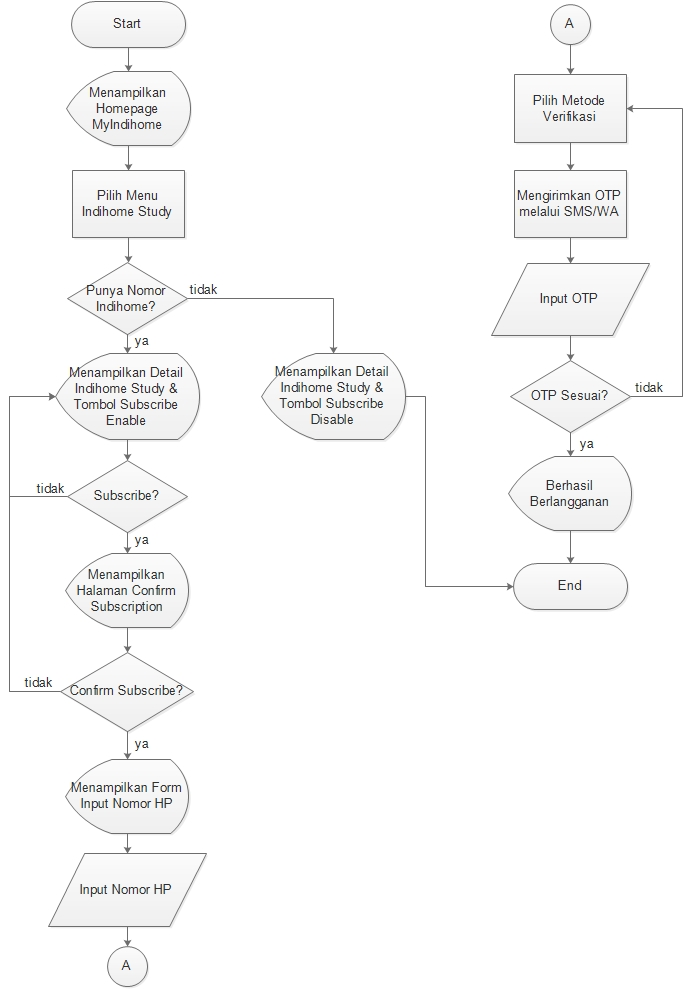 Start
Menampilkan
Homepage
MyIndihome
Pilih Menu
Indihome Study
Punya Nomor
Indihome?
tidak
ya
Menampilkan Detail
Indihome Study &
Tombol Subscribe
Enable
Menampilkan Detail
Indihome Study &
Tombol Subscribe
Disable
Subscribe?
tidak
ya
Menampilkan
Halaman Confirm
Subscription
Confirm Subscribe?
tidak
ya
Menampilkan Form
Input Nomor HP
Input Nomor HP
A
A
Pilih Metode
Verifikasi
Mengirimkan OTP
melalui SMS/WA
Input OTP
OTP Sesuai?
tidak
ya
Berhasil
Berlangganan
End